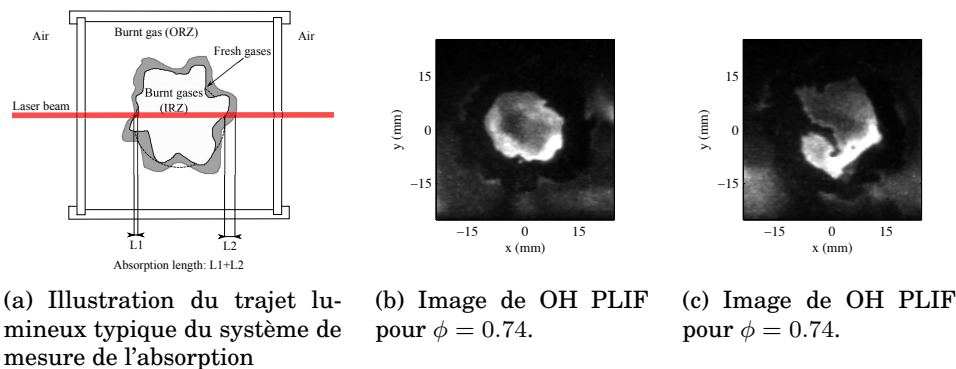 Air
Burnt gas (ORZ)
Air
Fresh gases
Burnt gases
(IRZ)
Laser beam
L1
L2
Absorption length: L1+L2
15
0
−15
y (mm)
−15
0
15
x (mm)
15
0
−15
y (mm)
−15
0
15
x (mm)
(a) Illustration du trajet lu-
mineux typique du système de
mesure de l'absorption
(b) Image de OH PLIF
pour ϕ = 0.74.
(c) Image de OH PLIF
pour ϕ = 0.74.